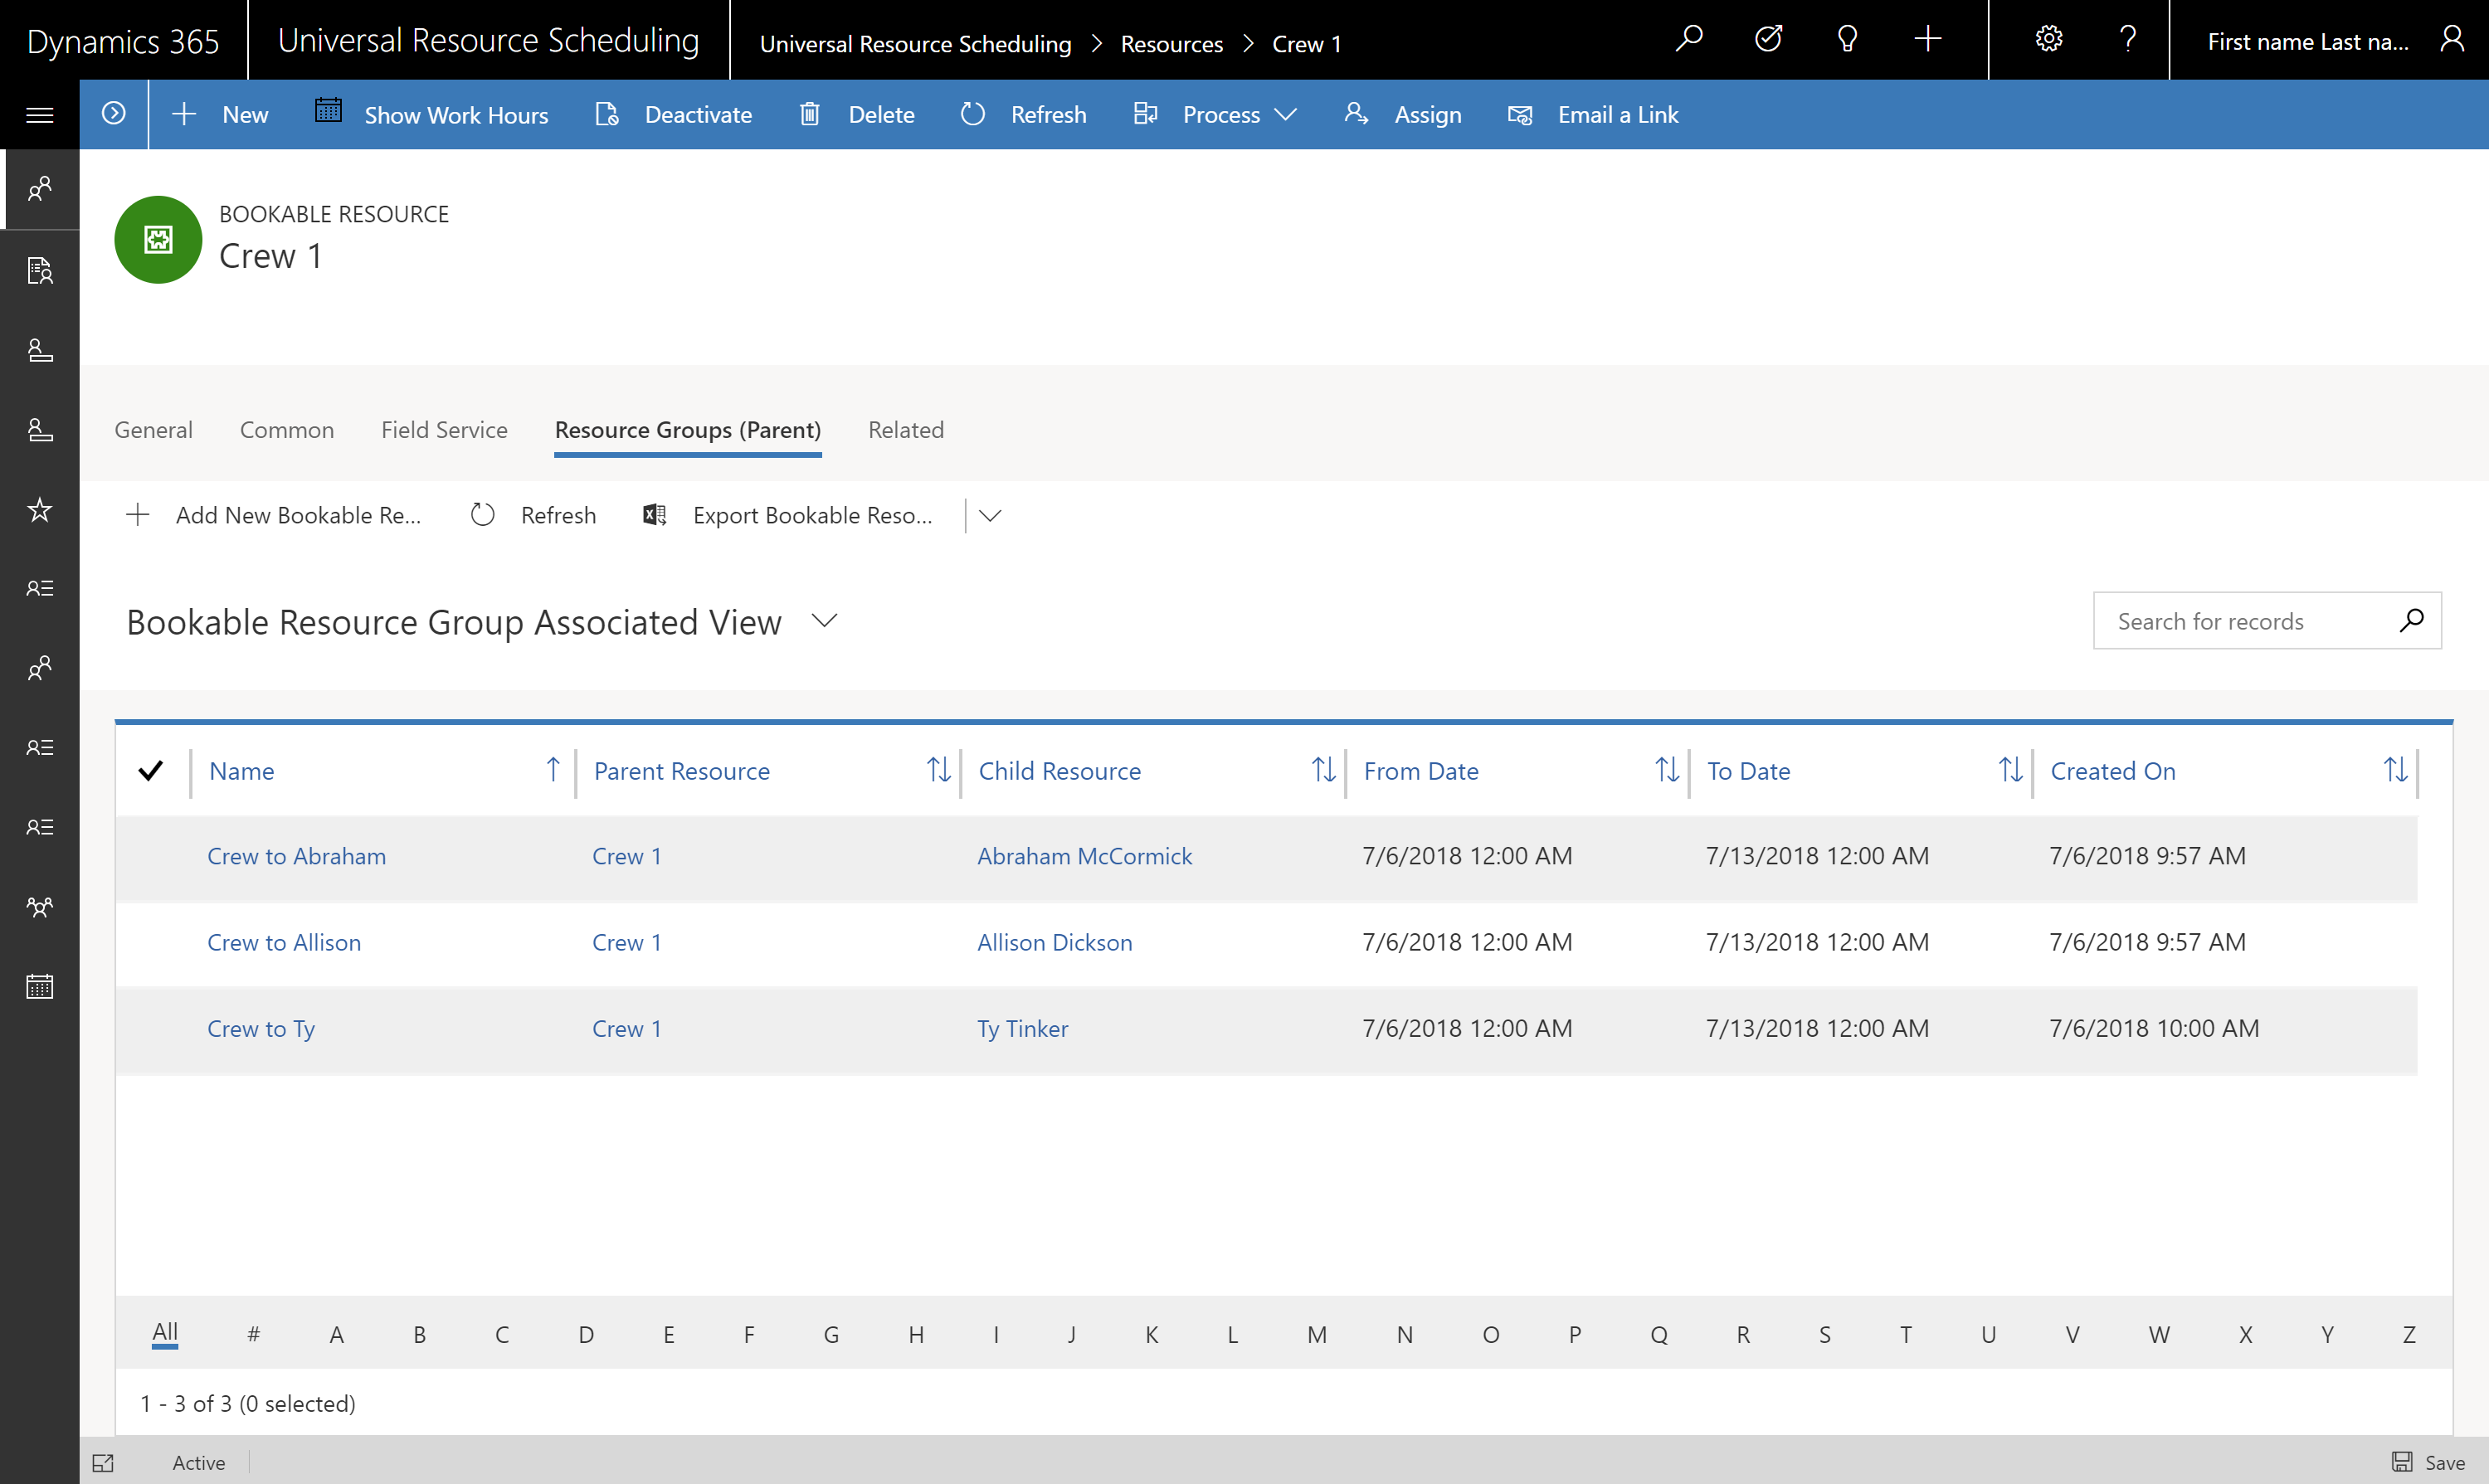 Dynamics 365 Universal Resource Scheduling Universal Resource Scheduling > Resources > Crew 1 First name Last na...
New Show Work Hours Deactivate Delete Refresh Process Assign Email a Link
BOOKABLE RESOURCE
Crew 1
General Common Field Service Resource Groups (Parent) Related
Add New Bookable Re... Refresh Export Bookable Reso...
Bookable Resource Group Associated View Search for records
Name Parent Resource Child Resource From Date To Date Created On
Crew to Abraham Crew 1 Abraham McCormick 7/6/2018 12:00 AM 7/13/2018 12:00 AM 7/6/2018 9:57 AM
Crew to Allison Crew 1 Allison Dickson 7/6/2018 12:00 AM 7/13/2018 12:00 AM 7/6/2018 9:57 AM
Crew to Ty Crew 1 Ty Tinker 7/6/2018 12:00 AM 7/13/2018 12:00 AM 7/6/2018 10:00 AM
All # A B C D E F G H I J K L M N O P Q R S T U V W X Y Z
1 - 3 of 3 (0 selected)
Active Save